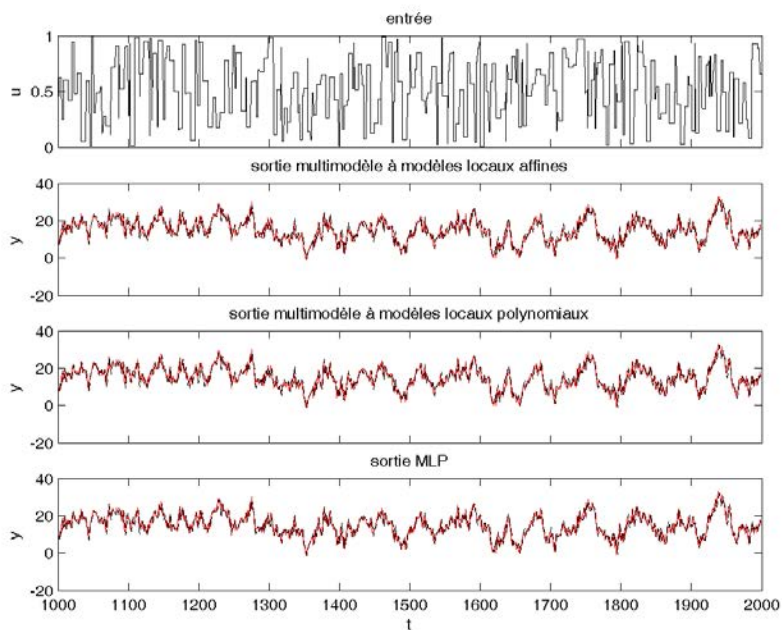 entrée
1
0.5
0
u
sortie multimodèle à modèles locaux affines
40
20
0
-20
y
sortie multimodèle à modèles locaux polynomiaux
40
20
0
-20
y
sortie MLP
40
20
0
-20
y
1000 1100 1200 1300 1400 1500 1600 1700 1800 1900 2000
t